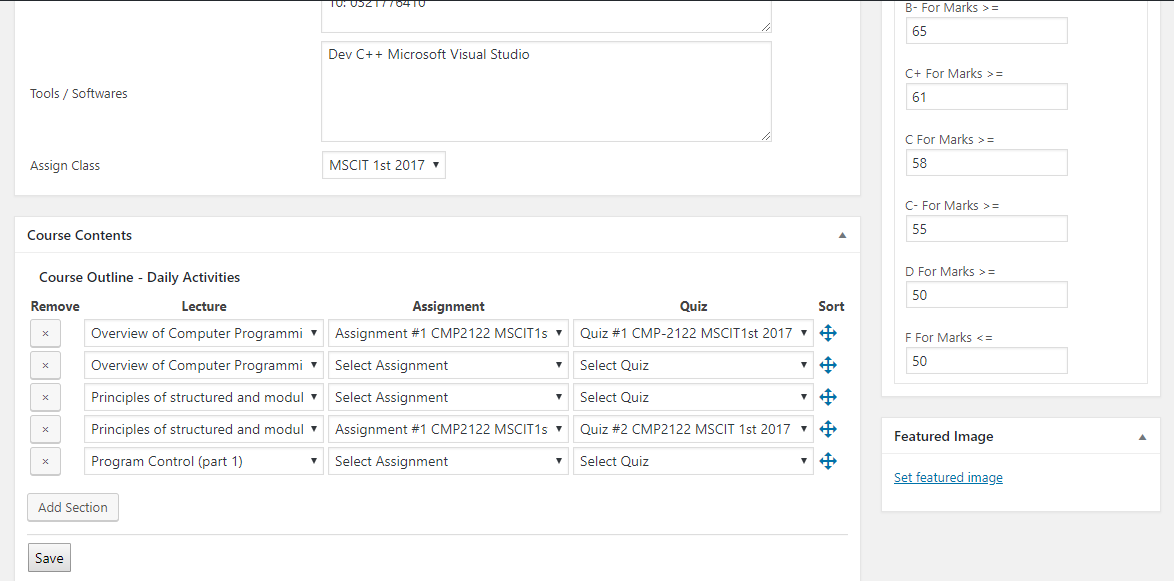 10: 0321776410
Tools / Softwares
Dev C++ Microsoft Visual Studio
Assign Class
MSCIT 1st 2017
Course Contents
Course Outline - Daily Activities
Remove Lecture Assignment Quiz Sort
× Overview of Computer Programmi Assignment #1 CMP2122 MSCIT1s Quiz #1 CMP-2122 MSCIT1st 2017
× Overview of Computer Programmi Select Assignment Select Quiz
× Principles of structured and modul Select Assignment Select Quiz
× Principles of structured and modul Assignment #1 CMP2122 MSCIT1s Quiz #2 CMP2122 MSCIT 1st 2017
× Program Control (part 1) Select Assignment Select Quiz
Add Section
Save
B- For Marks >=
65
C+ For Marks >=
61
C For Marks >=
58
C- For Marks >=
55
D For Marks >=
50
F For Marks <=
50
Featured Image
Set featured image